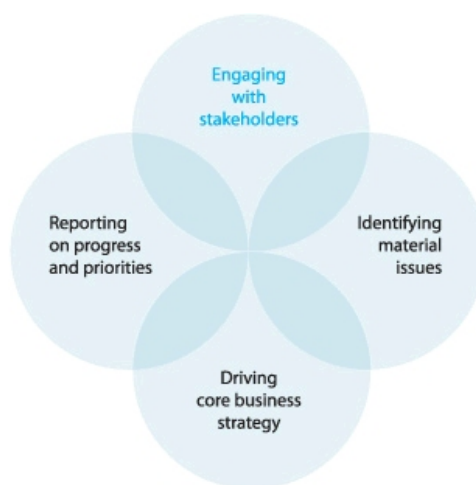 Engaging
with
stakeholders
Reporting
on progress
and priorities
Identifying
material
issues
Driving
core business
strategy